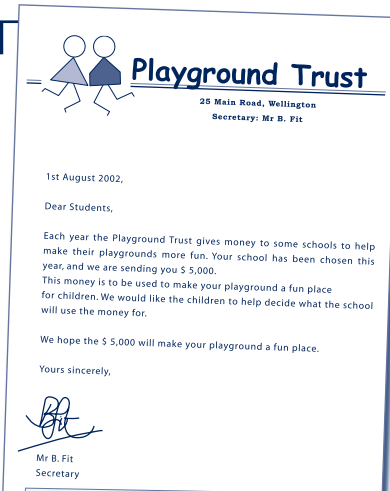 Playground Trust
25 Main Road, Wellington
Secretary: Mr B. Fit
1st August 2002,
Dear Students,
Each year the Playground Trust gives money to some schools to help
make their playgrounds more fun. Your school has been chosen this
year, and we are sending you $ 5,000.
This money is to be used to make your playground a fun place
for children. We would like the children to help decide what the school
will use the money for.
We hope the $ 5,000 will make your playground a fun place.
Yours sincerely,
B Fit
Mr B. Fit
Secretary